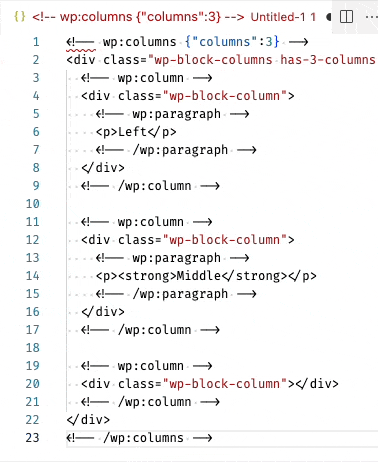 {} <!-- wp:columns {"columns":3} --> Untitled-1 1 ● ···
1 <!-- wp:columns {"columns":3} -->
2 <div class="wp-block-columns has-3-columns
3 <!-- wp:column -->
4 <div class="wp-block-column">
5 <!-- wp:paragraph -->
6 <p>Left</p>
7 <!-- /wp:paragraph -->
8 </div>
9 <!-- /wp:column -->
10
11 <!-- wp:column -->
12 <div class="wp-block-column">
13 <!-- wp:paragraph -->
14 <p><strong>Middle</strong></p>
15 <!-- /wp:paragraph -->
16 </div>
17 <!-- /wp:column -->
18
19 <!-- wp:column -->
20 <div class="wp-block-column"></div>
21 <!-- /wp:column -->
22 </div>
23 <!-- /wp:columns -->